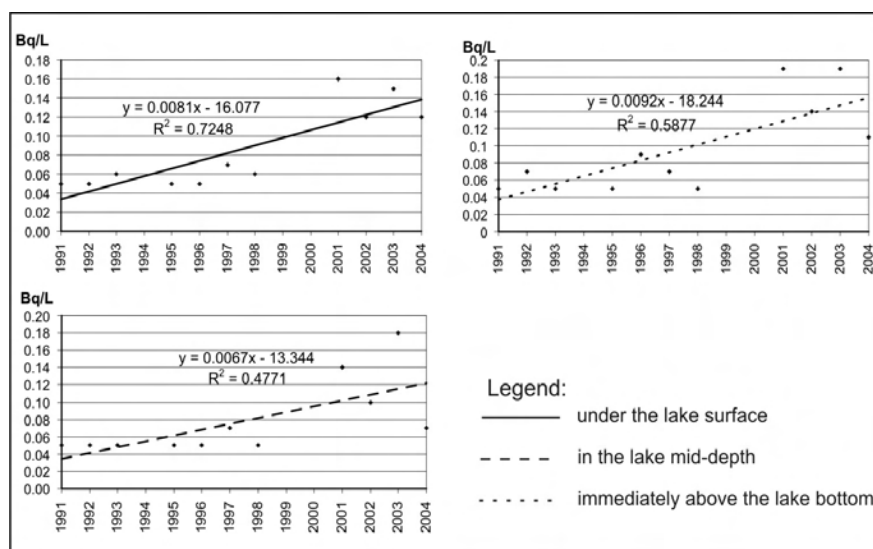 Bq/L
0.18
0.16
0.14
0.12
0.10
0.08
0.06
0.04
0.02
0.00
y = 0.0081x - 16.077
R² = 0.7248
1991 1992 1993 1994 1995 1996 1997 1998 1999 2000 2001 2002 2003 2004
Bq/L
0.2
0.18
0.16
0.14
0.12
0.1
0.08
0.06
0.04
0.02
0
y = 0.0092x - 18.244
R² = 0.5877
1991 1992 1993 1994 1995 1996 1997 1998 1999 2000 2001 2002 2003 2004
Bq/L
0.20
0.18
0.16
0.14
0.12
0.10
0.08
0.06
0.04
0.02
0.00
y = 0.0067x - 13.344
R² = 0.4771
1991 1992 1993 1994 1995 1996 1997 1998 1999 2000 2001 2002 2003 2004
Legend:
under the lake surface
in the lake mid-depth
immediately above the lake bottom